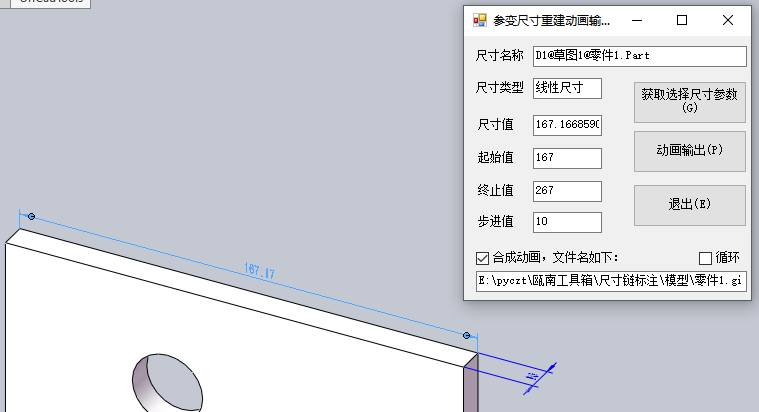 参变尺寸重建动画输...
尺寸名称
D1@草图1@零件1.Part
尺寸类型
线性尺寸
获取选择尺寸参数(G)
尺寸值
167.1668590
动画输出(P)
起始值
167
终止值
267
退出(E)
步进值
10
合成动画，文件名如下：
循环
E:\pyczt\瓯南工具箱\尺寸链标注\模型\零件1.gi
167.17